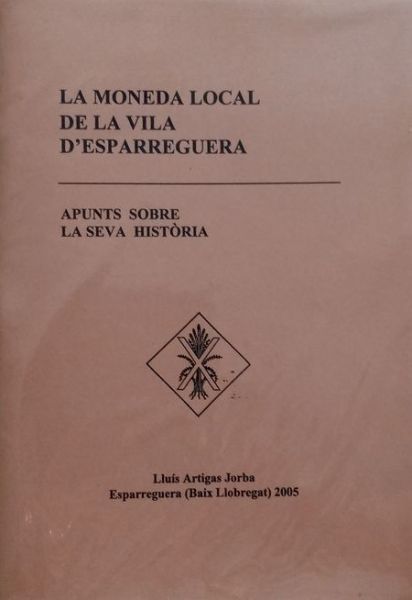 LA MONEDA LOCAL
DE LA VILA
D'ESPARREGUERA
APUNTS SOBRE
LA SEVA HISTÒRIA
Lluís Artigas Jorba
Esparreguera (Baix Llobregat) 2005